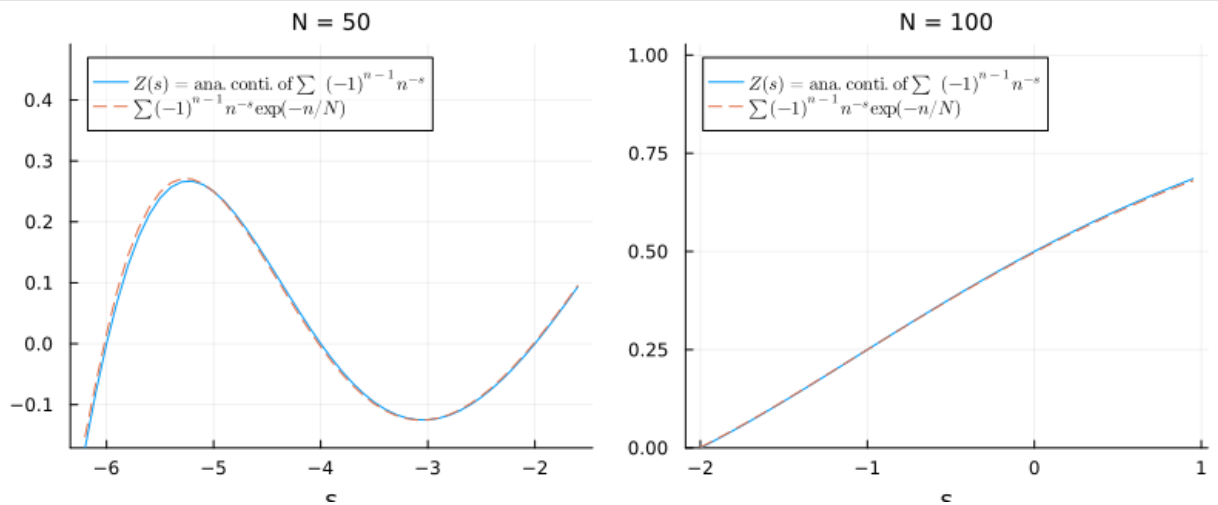 N = 50
Z(s) = ana. conti. of ∑ (−1)^{n−1} n^{−s}
∑(−1)^{n−1} n^{−s} exp(−n/N)
0.4
0.3
0.2
0.1
0.0
−0.1
−6 −5 −4 −3 −2
N = 100
Z(s) = ana. conti. of ∑ (−1)^{n−1} n^{−s}
∑(−1)^{n−1} n^{−s} exp(−n/N)
1.00
0.75
0.50
0.25
0.00
−2 −1 0 1